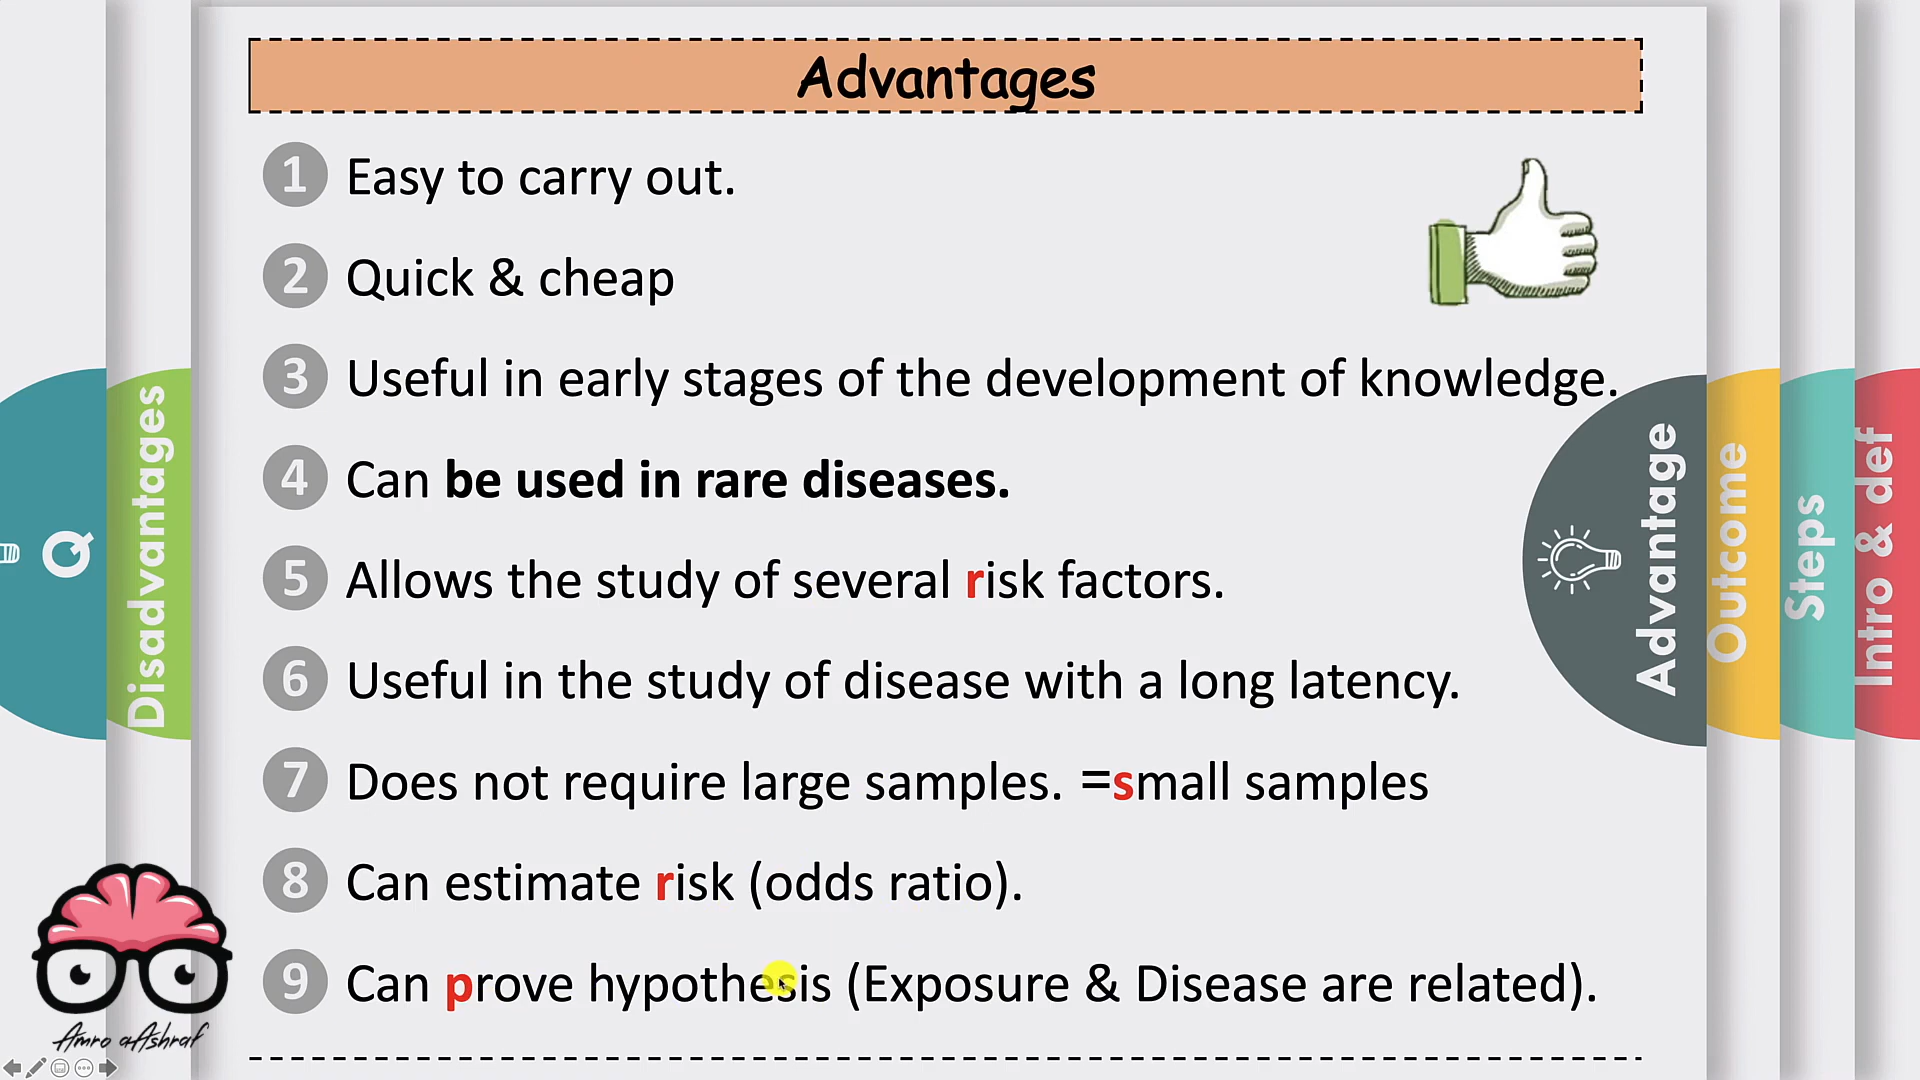 Advantages
1 Easy to carry out.
2 Quick & cheap
3 Useful in early stages of the development of knowledge.
4 Can be used in rare diseases.
5 Allows the study of several risk factors.
6 Useful in the study of disease with a long latency.
7 Does not require large samples. =small samples
8 Can estimate risk (odds ratio).
9 Can prove hypothesis (Exposure & Disease are related).
Q
Disadvantages
Advantage
Outcome
Steps
Intro & def
Amro aAshraf